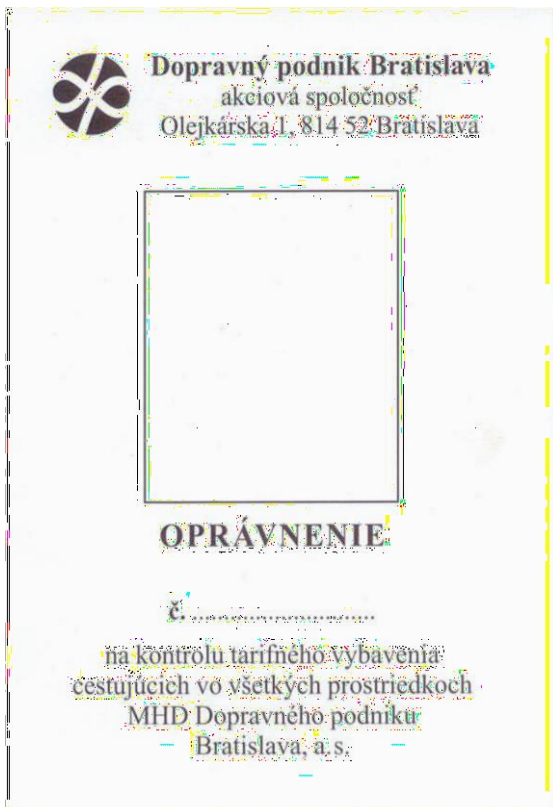 Dopravný podnik Bratislava
akciová spoločnosť
Olejkárska 1, 814 52 Bratislava
OPRÁVNENIE
č. ................................
na kontrolu tarifného vybavenia
cestujúcich vo všetkých prostriedkoch
MHD Dopravného podniku
Bratislava, a.s.